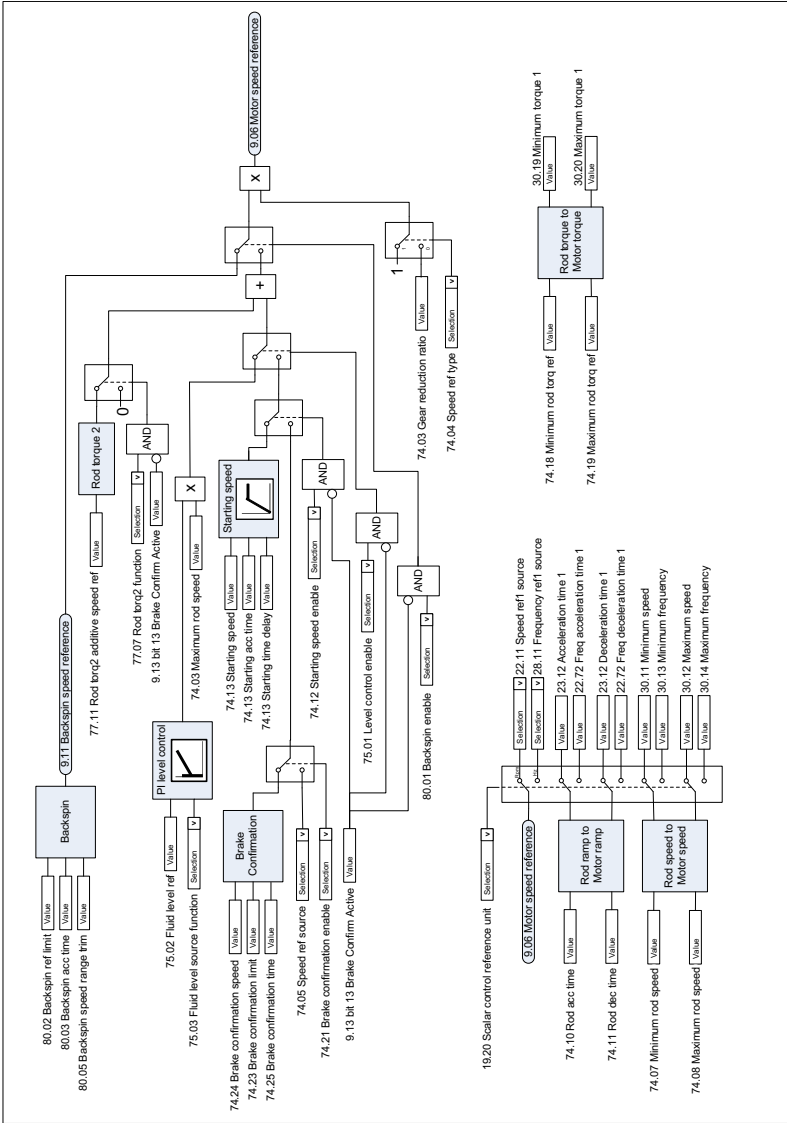 80.02 Backspin ref limit
Value
80.03 Backspin acc time
Value
80.05 Backspin speed range trim
Value
Backspin
9.11 Backspin speed reference
77.11 Rod torq2 additive speed ref
Value
Rod torque 2
77.07 Rod torq2 function
Selection
v
9.13 bit 13 Brake Confirm Active
Value
AND
0
75.02 Fluid level ref
Value
75.03 Fluid level source function
Selection
v
PI level control
74.03 Maximum rod speed
Value
X
74.13 Starting speed
Value
74.13 Starting acc time
Value
74.13 Starting time delay
Value
Starting speed
74.12 Starting speed enable
Selection
v
AND
74.24 Brake confirmation speed
Value
74.23 Brake confirmation limit
Value
74.25 Brake confirmation time
Value
Brake
Confirmation
74.05 Speed ref source
Selection
v
74.21 Brake confirmation enable
Selection
v
9.13 bit 13 Brake Confirm Active
Value
75.01 Level control enable
Selection
v
AND
80.01 Backspin enable
Selection
v
AND
+
X
9.06 Motor speed reference
1
1
0
74.03 Gear reduction ratio
Value
74.04 Speed ref type
Selection
v
19.20 Scalar control reference unit
Selection
v
9.06 Motor speed reference
Rpm
Hz
Selection
v
22.11 Speed ref1 source
Selection
v
28.11 Frequency ref1 source
74.10 Rod acc time
Value
74.11 Rod dec time
Value
Rod ramp to
Motor ramp
Value
23.12 Acceleration time 1
Value
22.72 Freq acceleration time 1
Value
23.12 Deceleration time 1
Value
22.72 Freq deceleration time 1
74.07 Minimum rod speed
Value
74.08 Maximum rod speed
Value
Rod speed to
Motor speed
Value
30.11 Minimum speed
Value
30.13 Minimum frequency
Value
30.12 Maximum speed
Value
30.14 Maximum frequency
74.18 Minimum rod torq ref
Value
74.19 Maximum rod torq ref
Value
Rod torque to
Motor torque
Value
30.19 Minimum torque 1
Value
30.20 Maximum torque 1